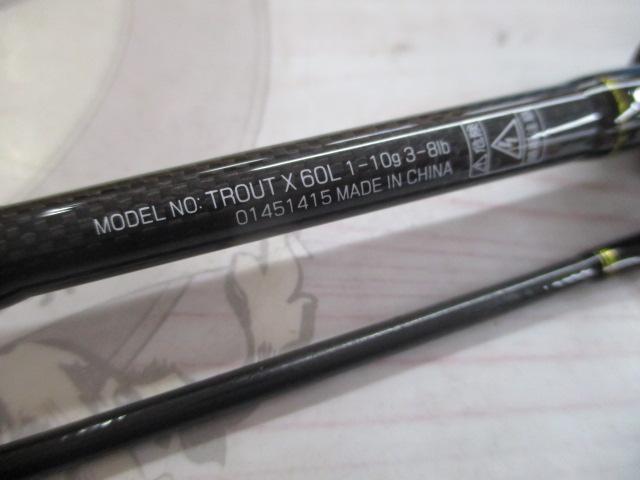 MODEL NO: TROUT X 60L 1-10g 3-8lb
01451415 MADE IN CHINA